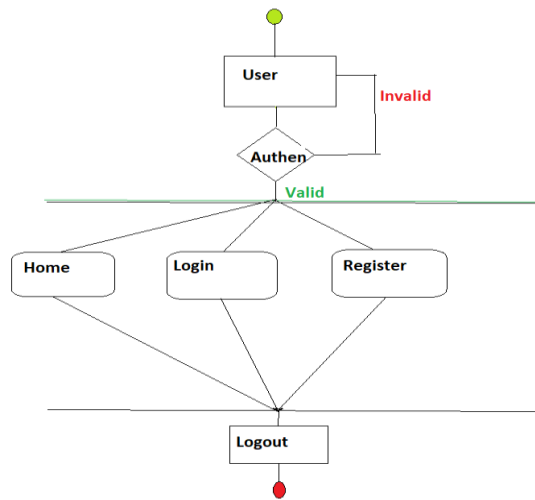 User
Invalid
Authen
Valid
Home
Login
Register
Logout